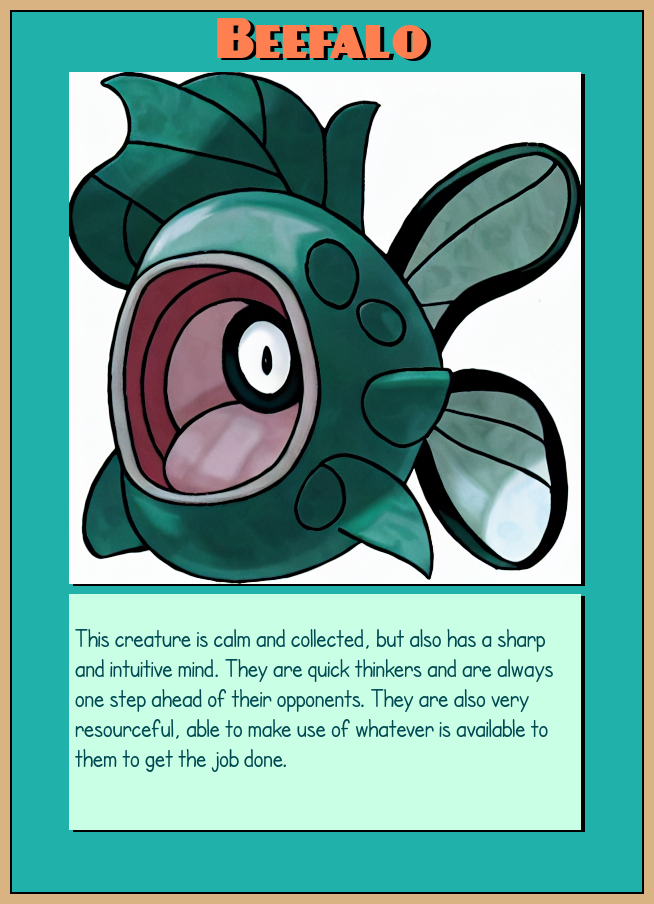 Beefalo
This creature is calm and collected, but also has a sharp
and intuitive mind. They are quick thinkers and are always
one step ahead of their opponents. They are also very
resourceful, able to make use of whatever is available to
them to get the job done.